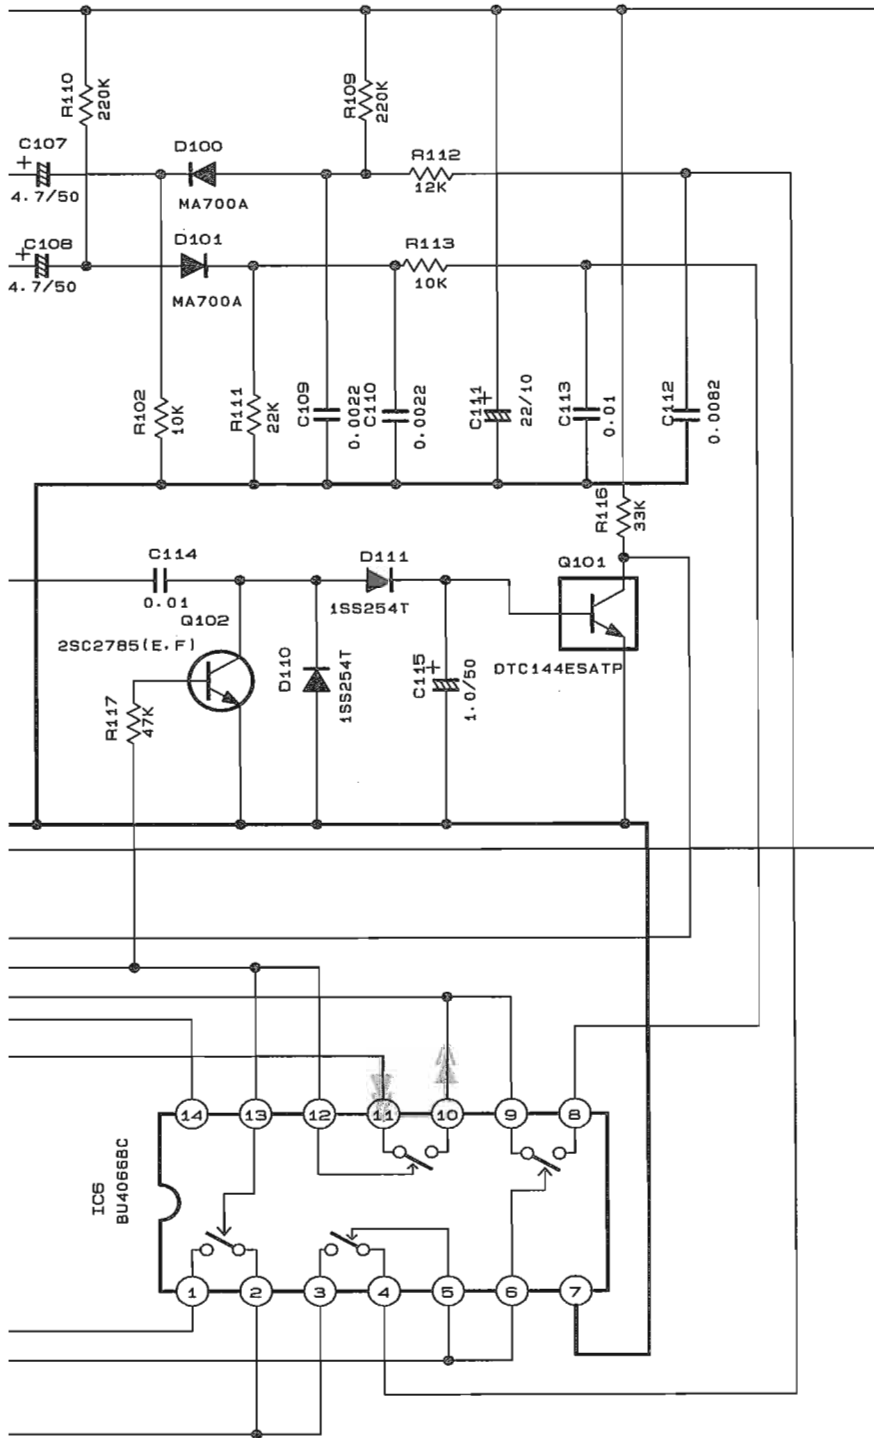 R110
220K
R109
220K
C107
+
4.7/50
D100
MA700A
R112
12K
C108
+
4.7/50
D101
MA700A
R113
10K
R102
10K
R111
22K
C109
0.0022
C110
0.0022
C111
+
22/10
C113
0.01
C112
0.0082
R116
33K
C114
0.01
D111
1SS254T
Q101
DTC144ESATP
Q102
2SC2785(E,F)
D110
1SS254T
C115
+
1.0/50
R117
47K
14
13
12
11
10
9
8
IC6
BU4066BC
1
2
3
4
5
6
7